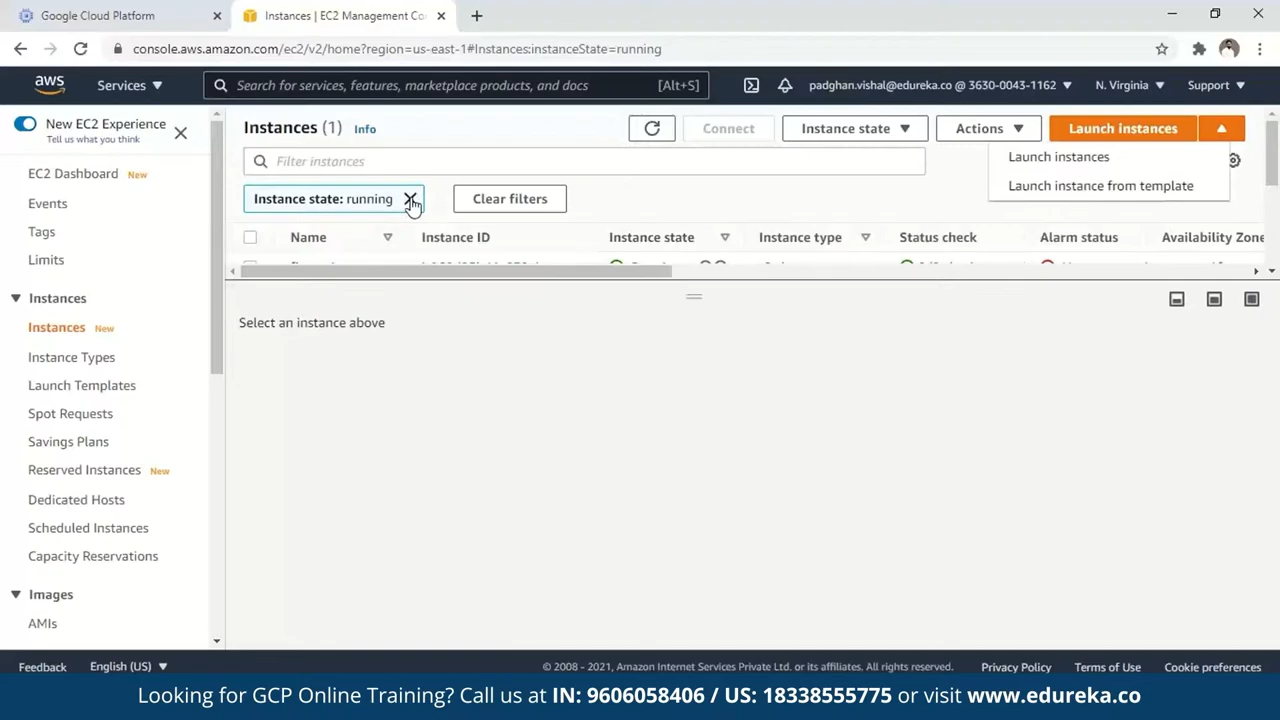 Google Cloud Platform
Instances | EC2 Management Co
console.aws.amazon.com/ec2/v2/home?region=us-east-1#Instances:instanceState=running
aws
Services
Search for services, features, marketplace products, and docs
[Alt+S]
padghan.vishal@edureka.co @ 3630-0043-1162
N. Virginia
Support
New EC2 Experience
Tell us what you think
EC2 Dashboard New
Events
Tags
Limits
Instances
Instances New
Instance Types
Launch Templates
Spot Requests
Savings Plans
Reserved Instances New
Dedicated Hosts
Scheduled Instances
Capacity Reservations
Images
AMIs
Instances (1) Info
Connect
Instance state
Actions
Launch instances
Launch instances
Launch instance from template
Filter instances
Instance state: running
Clear filters
Name
Instance ID
Instance state
Instance type
Status check
Alarm status
Availability Zone
Select an instance above
Feedback
English (US)
© 2008 - 2021, Amazon Internet Services Private Ltd. or its affiliates. All rights reserved.
Privacy Policy
Terms of Use
Cookie preferences
Looking for GCP Online Training? Call us at IN: 9606058406 / US: 18338555775 or visit www.edureka.co